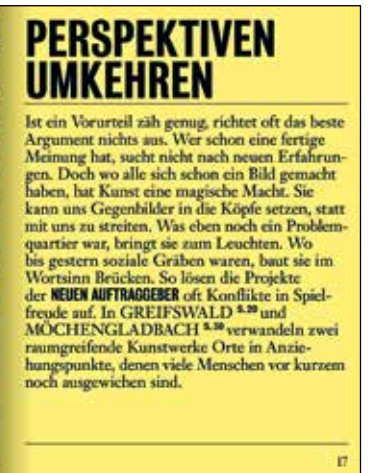 PERSPEKTIVEN
UMKEHREN
Ist ein Vorurteil zäh genug, richtet oft das beste
Argument nichts aus. Wer schon eine fertige
Meinung hat, sucht nicht nach neuen Erfahrun-
gen. Doch wo alle sich schon ein Bild gemacht
haben, hat Kunst eine magische Macht. Sie
kann uns Gegenbilder in die Köpfe setzen, statt
mit uns zu streiten. Was eben noch ein Problem-
quartier war, bringt sie zum Leuchten. Wo
bis gestern soziale Gräben waren, baut sie im
Wortsinn Brücken. So lösen die Projekte
der NEUEN AUFTRAGGEBER oft Konflikte in Spiel-
freude auf. In GREIFSWALD und
MÖCHENGLADBACH verwandeln zwei
raumgreifende Kunstwerke Orte in Anzie-
hungspunkte, denen viele Menschen vor kurzem
noch ausgewichen sind.
17